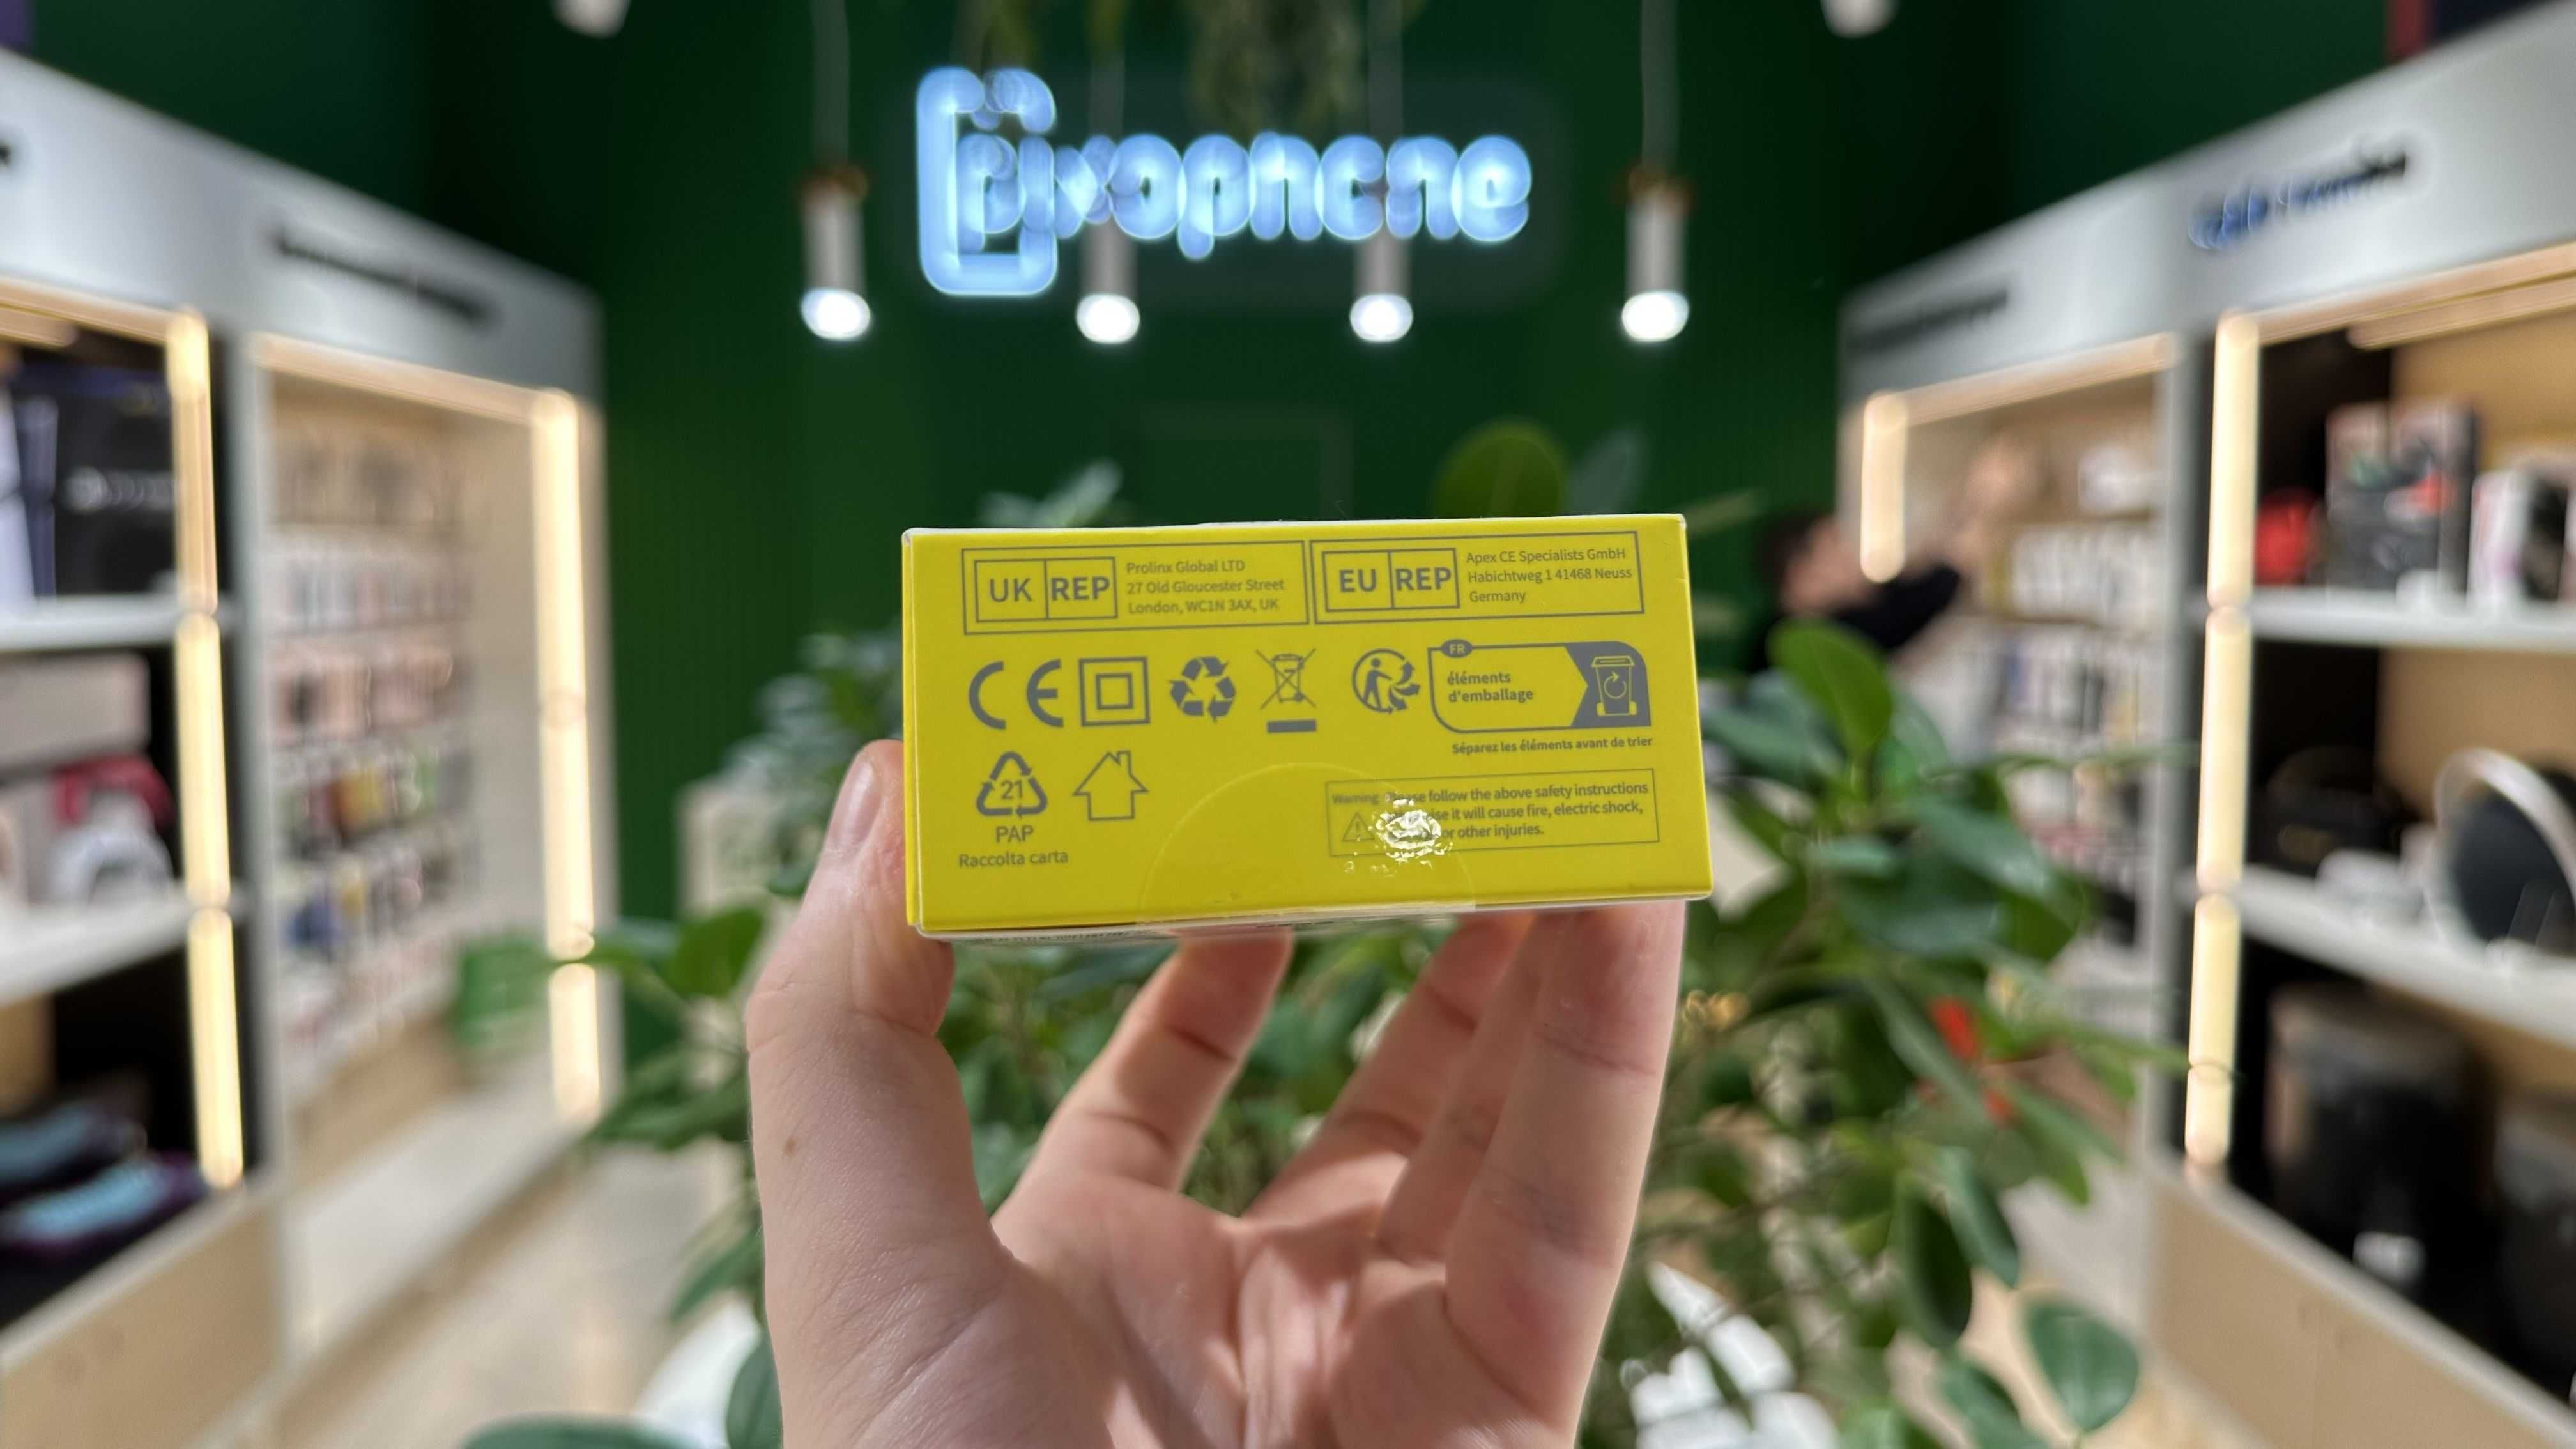 UK REP
Prolinx Global LTD
27 Old Gloucester Street
London, WC1N 3AX, UK
EU REP
Apex CE Specialists GmbH
Habichtweg 1 41468 Neuss
Germany
CE
FR
éléments
d'emballage
Séparez les éléments avant de trier
21
PAP
Raccolta carta
Warning: Please follow the above safety instructions
it will cause fire, electric shock,
or other injuries.